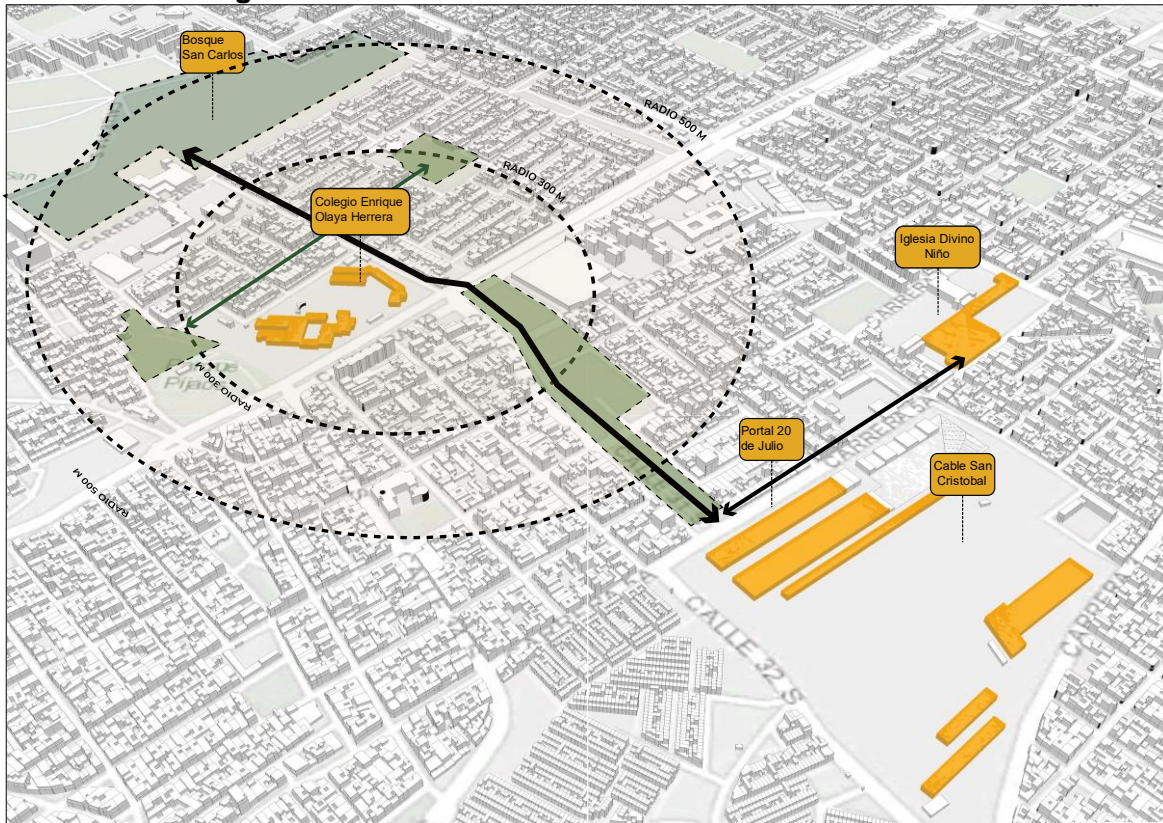 Bosque
San Carlos
RADIO 500 M
CARRERA 10
RADIO 300 M
Colegio Enrique
Olaya Herrera
Iglesia Divino
Niño
RADIO 300 M
Portal 20
de Julio
Cable San
Cristobal
RADIO 500 M
CALLE 32 S